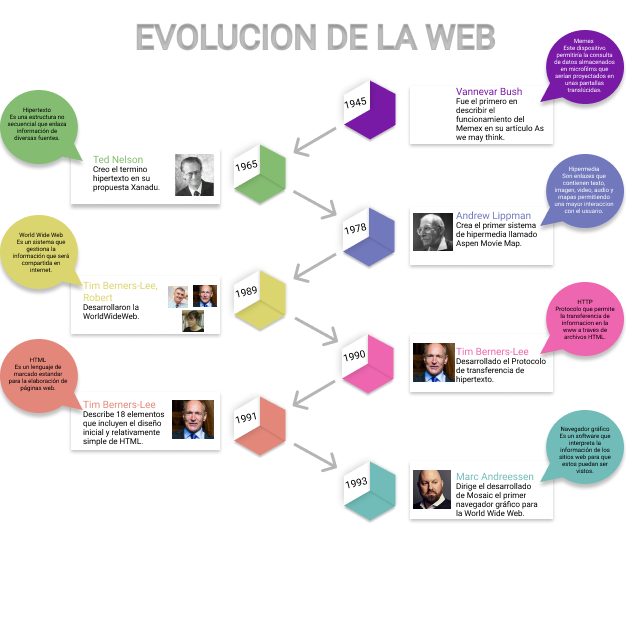 EVOLUCION DE LA WEB
Memex
Este dispositivo
permitiría la consulta
de datos almacenados
en microfilms que
serían proyectados en
unas pantallas
translúcidas.
1945
Vannevar Bush
Fue el primero en
describir el
funcionamiento del
Memex en su artículo As
we may think.
Hipertexto
Es una estructura no
secuencial que enlaza
información de
diversas fuentes.
Ted Nelson
Creo el termino
hipertexto en su
propuesta Xanadu.
1965
Hipermedia
Son enlaces que
contienen texto,
imagen, video, audio y
mapas permitiendo
una mayor interaccion
con el usuario.
1978
Andrew Lippman
Crea el primer sistema
de hipermedia llamado
Aspen Movie Map.
World Wide Web
Es un sistema que
gestiona la
información que será
compartida en
internet.
Tim Berners-Lee,
Robert
Desarrollaron la
WorldWideWeb.
1989
HTTP
Protocolo que permite
la transferencia de
informacion en la
www a traves de
archivos HTML.
1990
Tim Berners-Lee
Desarrollado el Protocolo
de transferencia de
hipertexto.
HTML
Es un lenguaje de
marcado estandar
para la elaboración de
páginas web.
Tim Berners-Lee
Describe 18 elementos
que incluyen el diseño
inicial y relativamente
simple de HTML.
1991
Navegador gráfico
Es un software que
interpreta la
información de los
sitios web para que
estos puedan ser
vistos.
1993
Marc Andreessen
Dirige el desarrollado
de Mosaic el primer
navegador gráfico para
la World Wide Web.